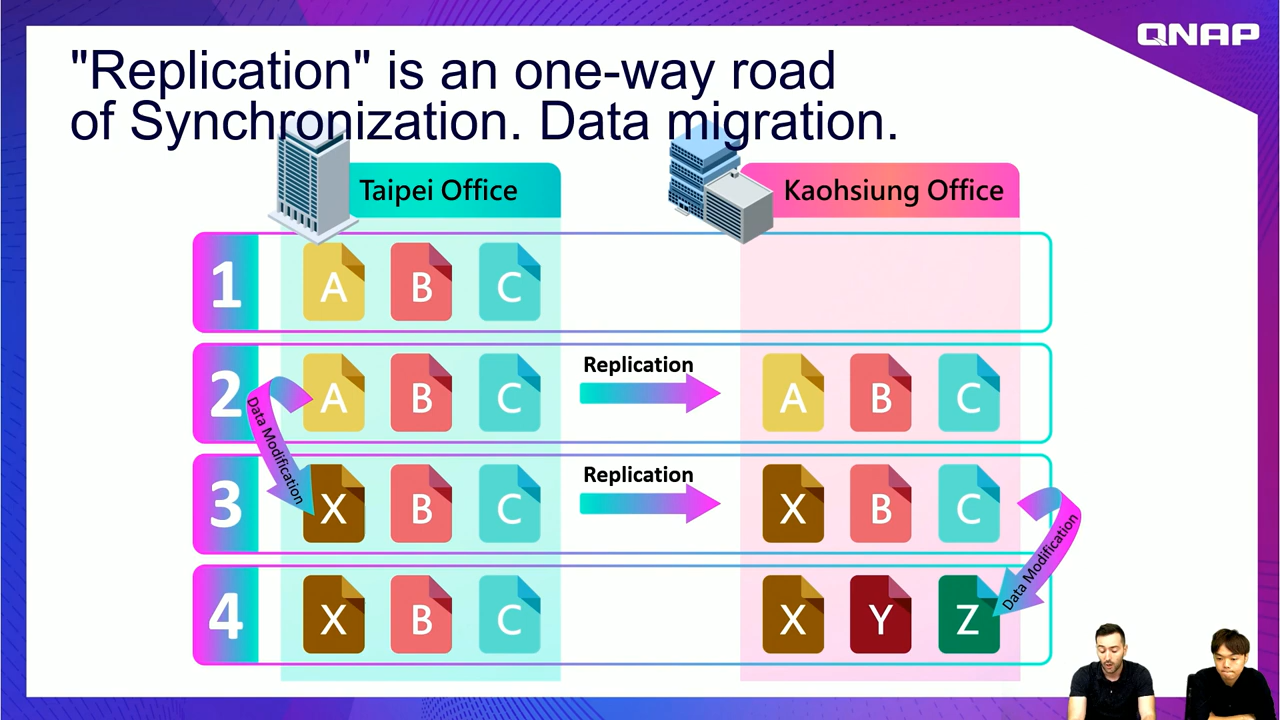 QNAP
"Replication" is an one-way road
of Synchronization. Data migration.
Taipei Office
Kaohsiung Office
1
A
B
C
2
A
B
C
Replication
A
B
C
Data Modification
3
X
B
C
Replication
X
B
C
Data Modification
4
X
B
C
X
Y
Z